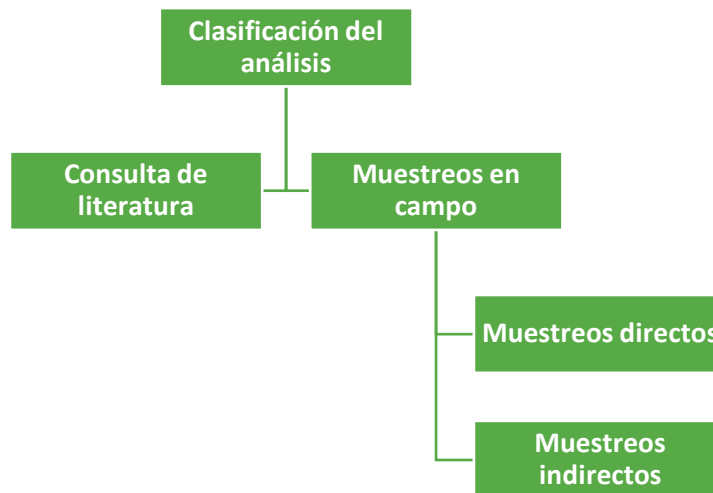 Clasificación del
análisis
Consulta de
literatura
Muestreos en
campo
Muestreos directos
Muestreos
indirectos